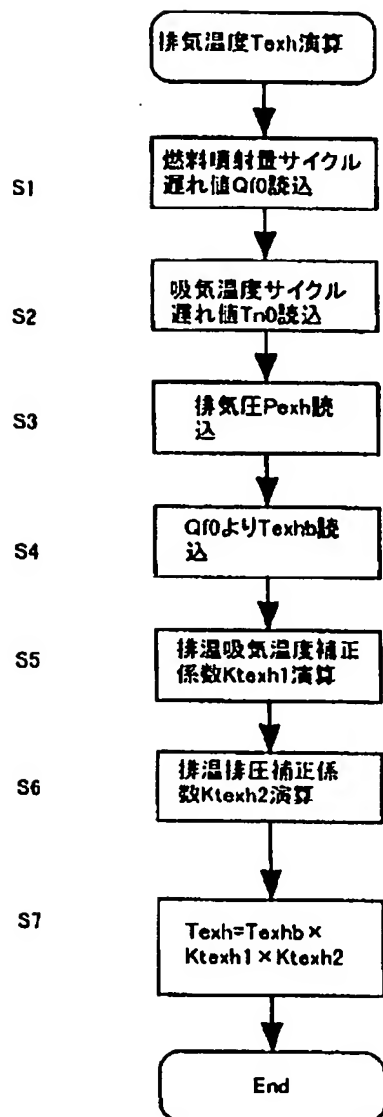 排気温度Texh演算
S1
燃料噴射量サイクル
遅れ値Qf0読込
S2
吸気温度サイクル
遅れ値Tn0読込
S3
排気圧Pexh読
込
S4
Qf0よりTexhb読
込
S5
排温吸気温度補正
係数Ktexh1演算
S6
排温排圧補正係
数Ktexh2演算
S7
Texh=Texhb×
Ktexh1×Ktexh2
End